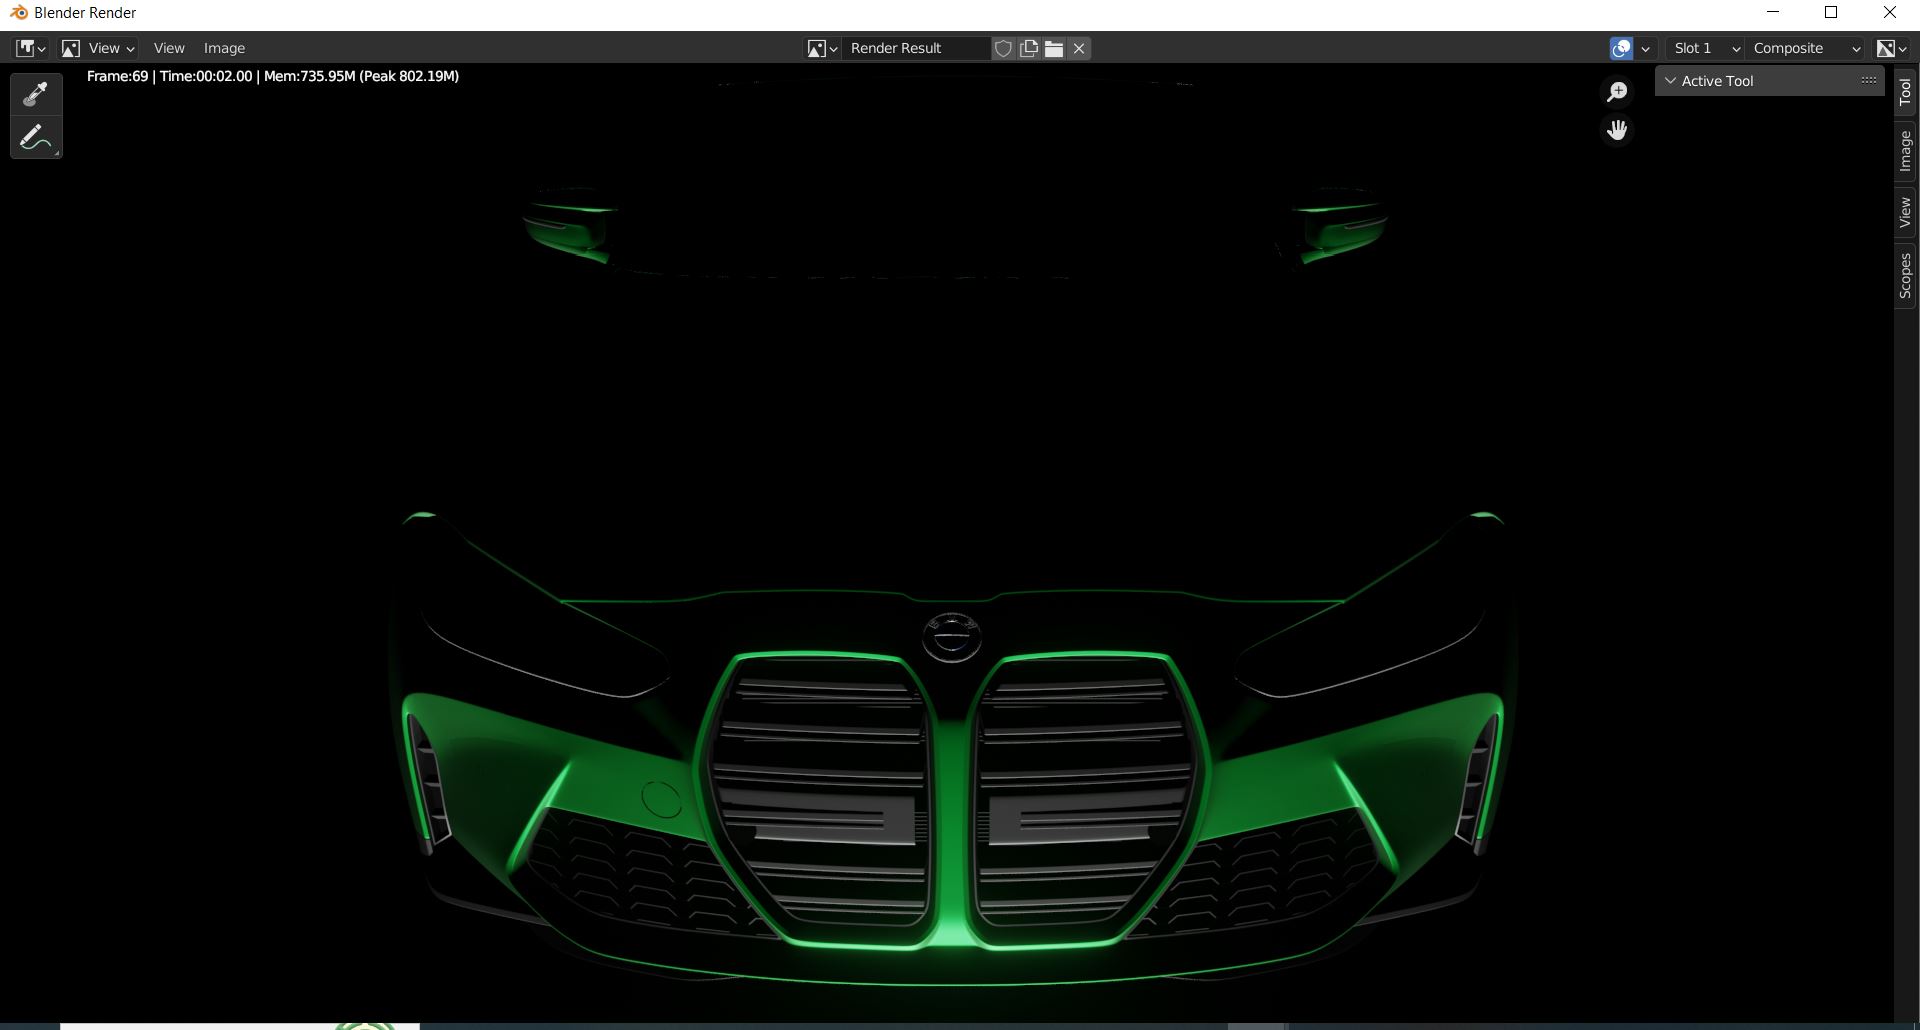 Blender Render
View View Image Render Result Slot 1 Composite
Frame:69 | Time:00:02.00 | Mem:735.95M (Peak 802.19M)
Active Tool
Tool
Image
View
Scopes